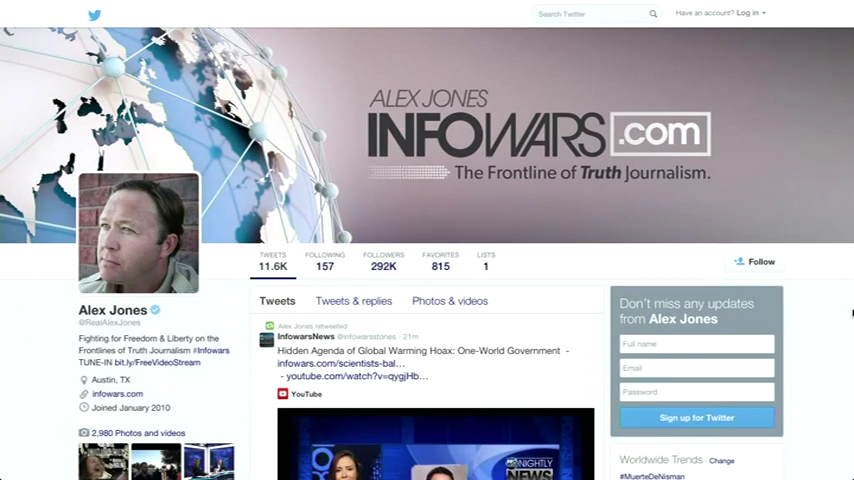 Search Twitter
Have an account? Log in
ALEX JONES
INFOWARS.com
The Frontline of Truth Journalism.
TWEETS FOLLOWING FOLLOWERS FAVORITES LISTS
11.6K 157 292K 815 1
Follow
Alex Jones
@RealAlexJones
Fighting for Freedom & Liberty on the
Frontlines of Truth Journalism #Infowars
TUNE-IN bit.ly/FreeVideoStream
Austin, TX
infowars.com
Joined January 2010
2,980 Photos and videos
Tweets Tweets & replies Photos & videos
Alex Jones retweeted
InfowarsNews @infowarsstories · 21m
Hidden Agenda of Global Warming Hoax: One-World Government -
infowars.com/scientists-bal...
- youtube.com/watch?v=qygjHb...
YouTube
NIGHTLY
NEWS
Don't miss any updates
from Alex Jones
Full name
Email
Password
Sign up for Twitter
Worldwide Trends · Change
#MuerteDeNisman